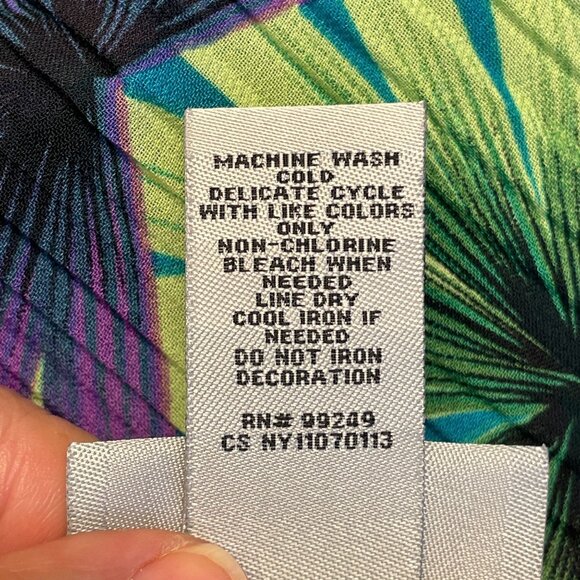 MACHINE WASH
COLD
DELICATE CYCLE
WITH LIKE COLORS
ONLY
NON-CHLORINE
BLEACH WHEN
NEEDED
LINE DRY
COOL IRON IF
NEEDED
DO NOT IRON
DECORATION
RN# 99249
CS NY11070113